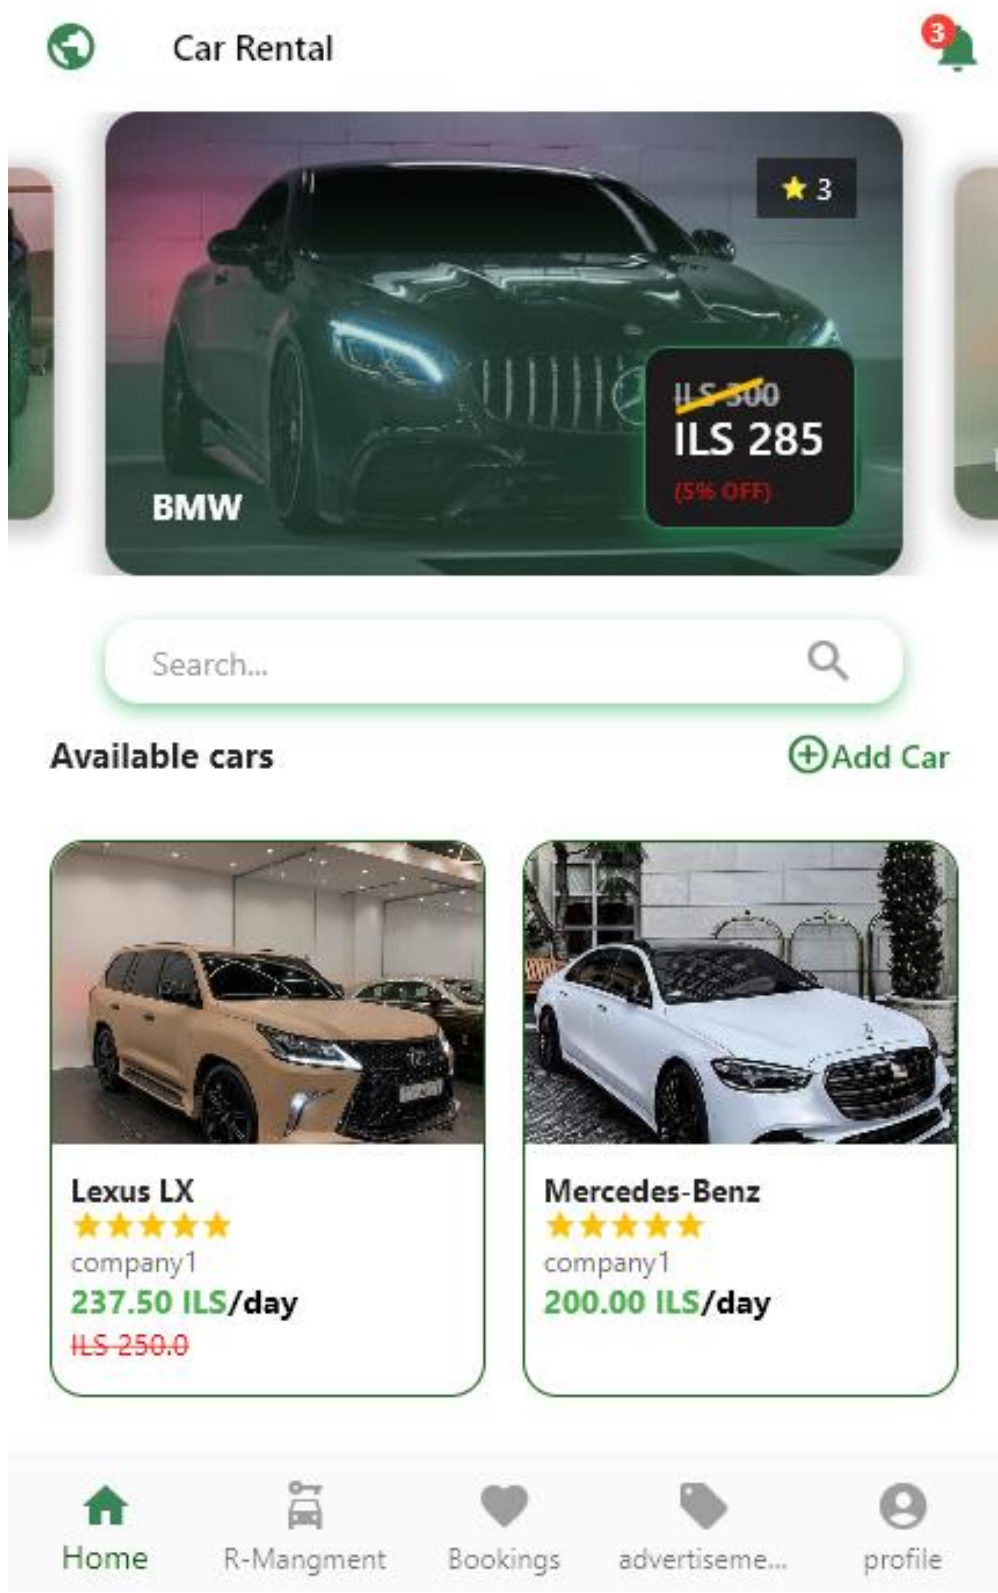 Car Rental
3
3
ILS 300
ILS 285
(5% OFF)
BMW
Search...
Available cars
Add Car
Lexus LX
company1
237.50 ILS/day
ILS 250.0
Mercedes-Benz
company1
200.00 ILS/day
Home
R-Mangment
Bookings
advertiseme...
profile